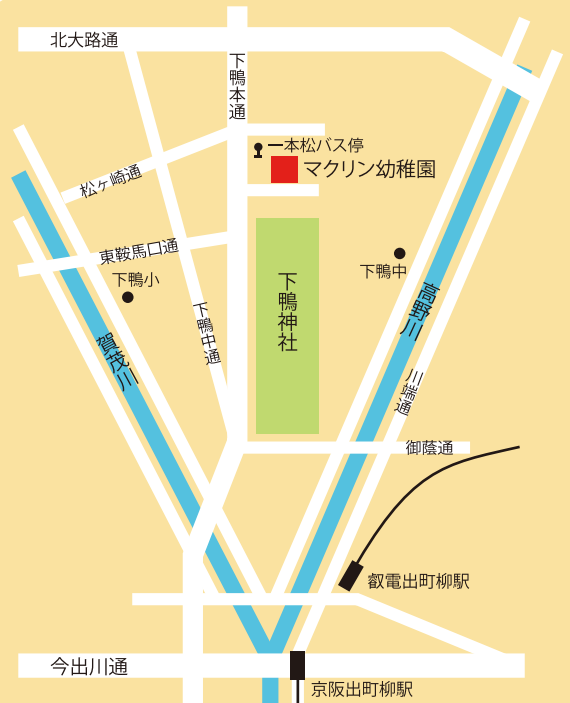 北大路通
下鴨本通
一本松バス停
マクリン幼稚園
松ヶ崎通
東鞍馬口通
下鴨小
下鴨中
下鴨神社
高野川
下鴨中通
賀茂川
川端通
御蔭通
叡電出町柳駅
今出川通
京阪出町柳駅